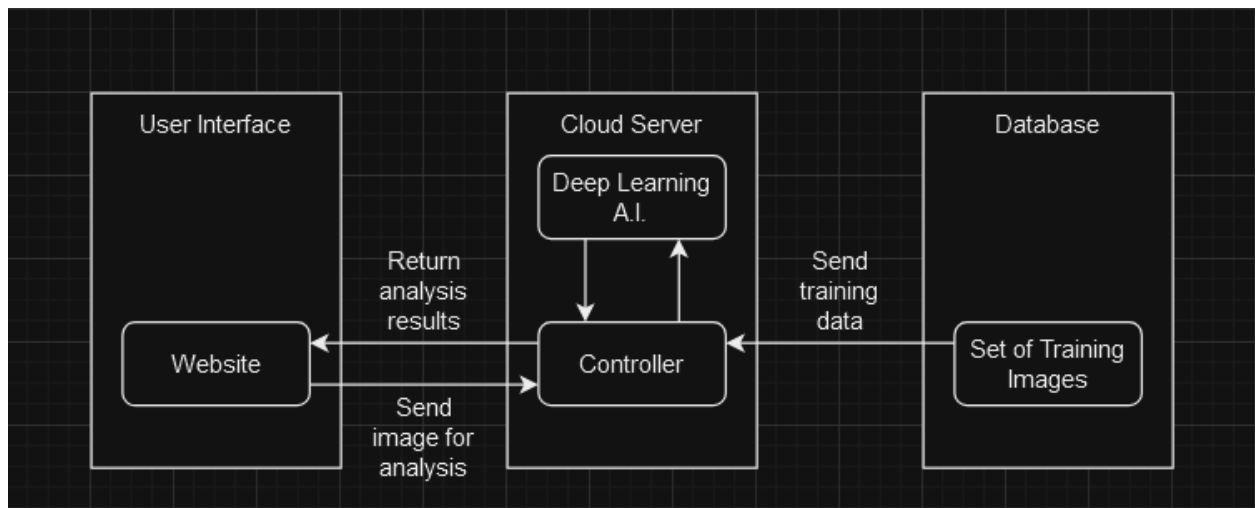 User Interface
Cloud Server
Database
Deep Learning
A.I.
Return
analysis
results
Send
training
data
Website
Controller
Set of Training
Images
Send
image for
analysis